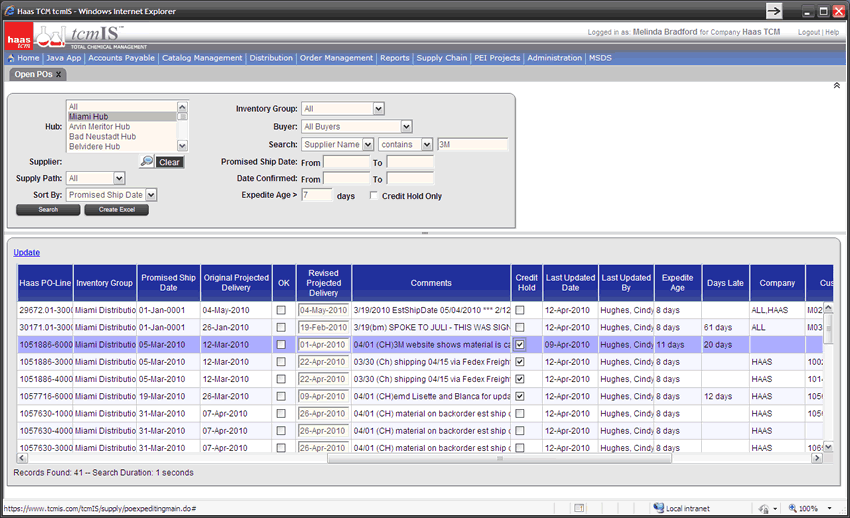 Haas TCM tcmIS - Windows Internet Explorer
haas tcm tcmIS™ TOTAL CHEMICAL MANAGEMENT
Logged in as: Melinda Bradford for Company Haas TCM Logout | Help
Home Java App Accounts Payable Catalog Management Distribution Order Management Reports Supply Chain PEI Projects Administration MSDS
Open POs X
All
Hub: Miami Hub
Arvin Meritor Hub
Bad Neustadt Hub
Belvidere Hub
Supplier: Clear
Supply Path: All
Sort By: Promised Ship Date
Search Create Excel
Inventory Group: All
Buyer: All Buyers
Search: Supplier Name contains 3M
Promised Ship Date: From To
Date Confirmed: From To
Expedite Age > 7 days Credit Hold Only
Update
Haas PO-Line Inventory Group Promised Ship Date Original Projected Delivery OK Revised Projected Delivery Comments Credit Hold Last Updated Date Last Updated By Expedite Age Days Late Company Cus
29672.01-3000 Miami Distributio 01-Jan-0001 04-May-2010 04-May-2010 3/19/2010 EstShipDate 05/04/2010 *** 2/12 12-Apr-2010 Hughes, Cindy 8 days ALL,HAAS M02
30171.01-3000 Miami Distributio 01-Jan-0001 26-Jan-2010 19-Feb-2010 3/19(bm) SPOKE TO JULI - THIS WAS SIGN 12-Apr-2010 Hughes, Cindy 8 days 61 days ALL M03
1051886-6000 Miami Distributio 05-Mar-2010 12-Mar-2010 01-Apr-2010 04/01 (CH)3M website shows material is ca 09-Apr-2010 Hughes, Cindy 11 days 20 days
1051886-3000 Miami Distributio 05-Mar-2010 12-Mar-2010 22-Apr-2010 03/30 (Ch) shipping 04/15 via Fedex Freight 12-Apr-2010 Hughes, Cindy 8 days HAAS 1002
1051886-4000 Miami Distributio 05-Mar-2010 12-Mar-2010 22-Apr-2010 03/30 (Ch) shipping 04/15 via Fedex Freight 12-Apr-2010 Hughes, Cindy 8 days HAAS 1014
1057716-6000 Miami Distributio 19-Mar-2010 26-Mar-2010 09-Apr-2010 04/01 (CH)emd Lisette and Blanca for upda 12-Apr-2010 Hughes, Cindy 8 days 12 days HAAS 1050
1057630-1000 Miami Distributio 31-Mar-2010 07-Apr-2010 26-Apr-2010 04/01 (CH) material on backorder est ship d 12-Apr-2010 Hughes, Cindy 8 days HAAS 105
1057630-4000 Miami Distributio 31-Mar-2010 07-Apr-2010 26-Apr-2010 04/01 (CH) material on backorder est ship d 12-Apr-2010 Hughes, Cindy 8 days HAAS 105
1057630-3000 Miami Distributio 31-Mar-2010 07-Apr-2010 26-Apr-2010 04/01 (CH) material on backorder est ship d 12-Apr-2010 Hughes, Cindy 8 days HAAS
Records Found: 41 -- Search Duration: 1 seconds
https://www.tcmis.com/tcmIS/supply/poexpeditingmain.do# Local intranet 100%